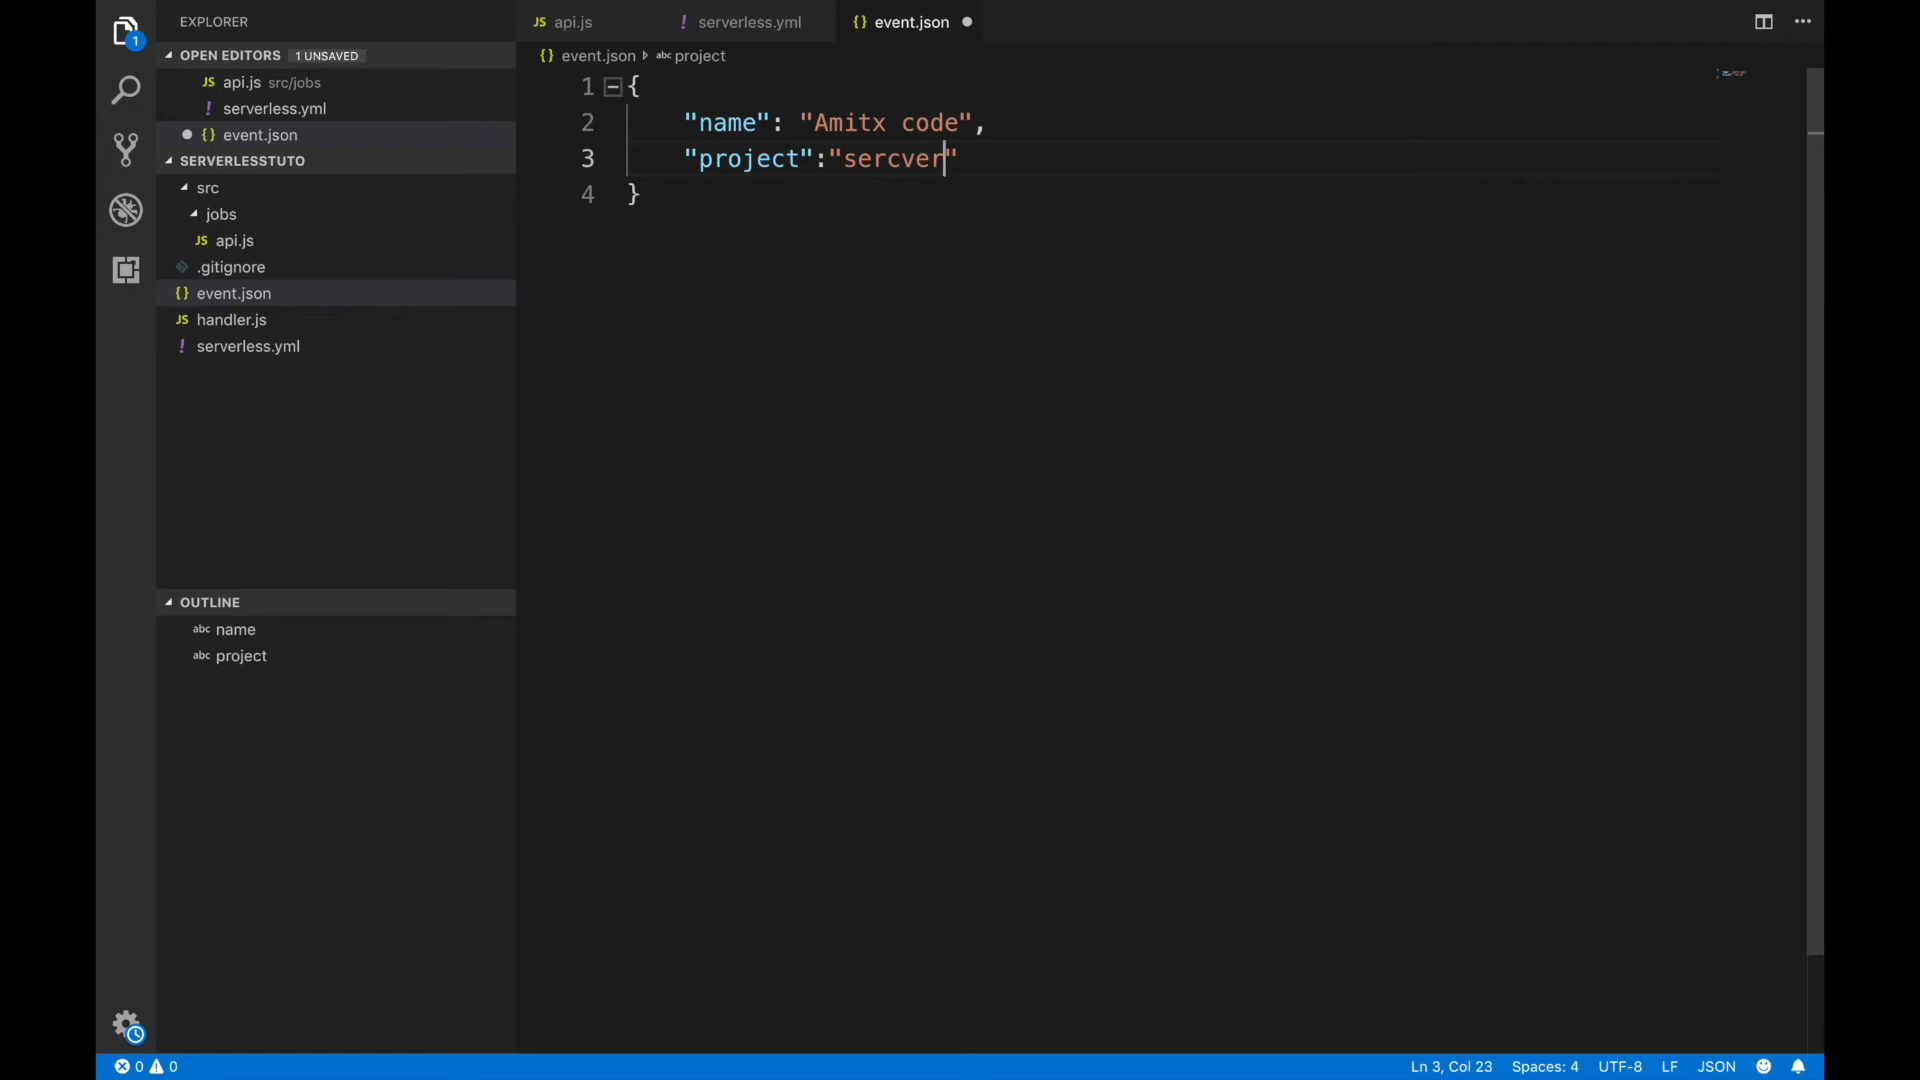 1
EXPLORER
OPEN EDITORS 1 UNSAVED
JS api.js src/jobs
! serverless.yml
{} event.json
SERVERLESSTUTO
src
jobs
JS api.js
.gitignore
{} event.json
JS handler.js
! serverless.yml
OUTLINE
abc name
abc project
JS api.js ! serverless.yml {} event.json
{} event.json abc project
1 {
2 "name": "Amitx code",
3 "project":"sercver"
4 }
0 0 Ln 3, Col 23 Spaces: 4 UTF-8 LF JSON